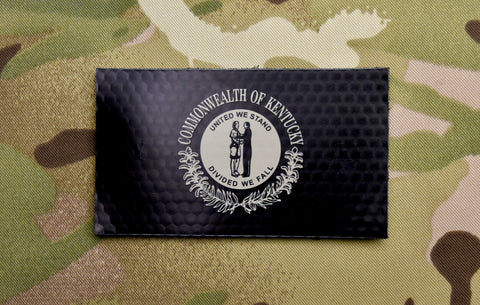 COMMONWEALTH OF KENTUCKY
UNITED WE STAND
DIVIDED WE FALL